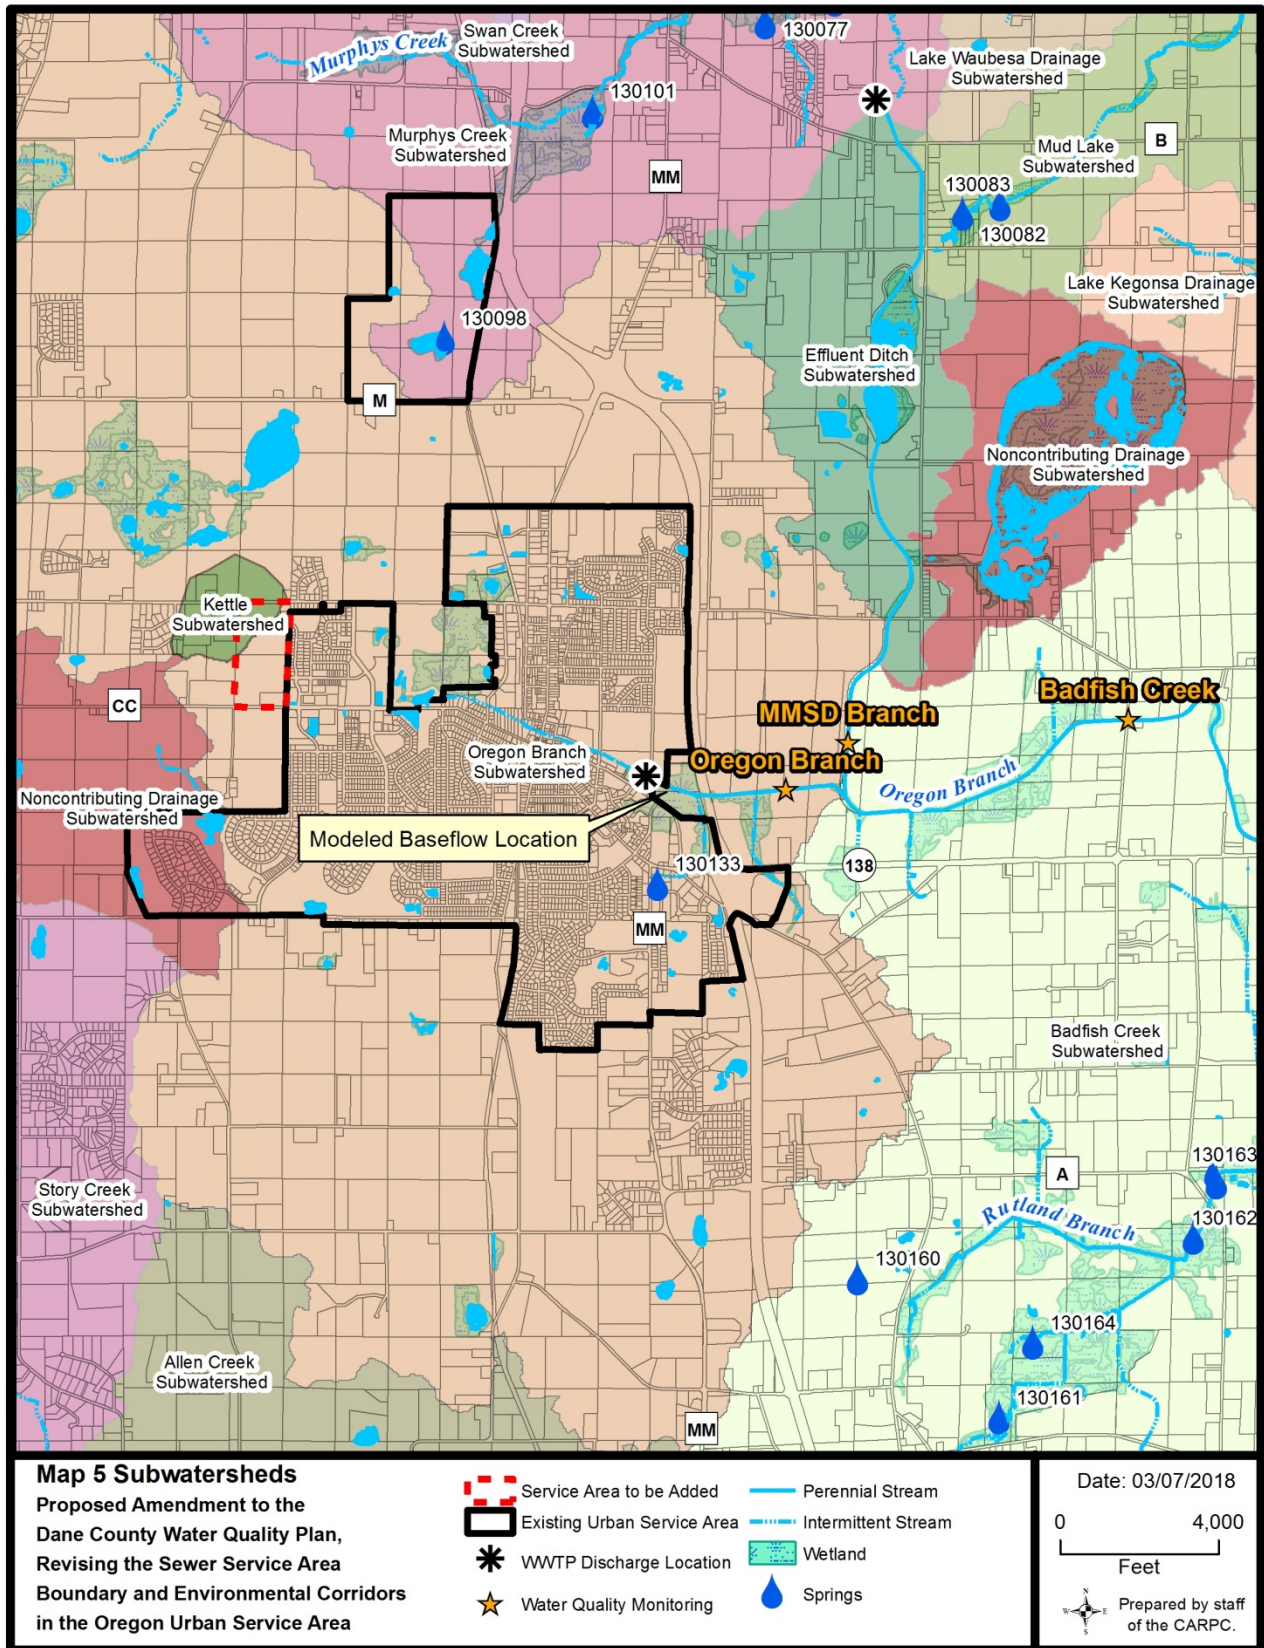 Swan Creek
Subwatershed
130077
Murphys Creek
Lake Waubesa Drainage
Subwatershed
130101
Murphys Creek
Subwatershed
MM
B
Mud Lake
Subwatershed
130083
130082
Lake Kegonsa Drainage
Subwatershed
130098
Effluent Ditch
Subwatershed
M
Noncontributing Drainage
Subwatershed
Kettle
Subwatershed
CC
Badfish Creek
MMSD Branch
Oregon Branch
Subwatershed
Oregon Branch
Oregon Branch
Noncontributing Drainage
Subwatershed
Modeled Baseflow Location
130133
138
MM
Badfish Creek
Subwatershed
130163
A
Story Creek
Subwatershed
Rutland Branch
130162
130160
130164
Allen Creek
Subwatershed
130161
MM
Map 5 Subwatersheds
Proposed Amendment to the
Dane County Water Quality Plan,
Revising the Sewer Service Area
Boundary and Environmental Corridors
in the Oregon Urban Service Area
Service Area to be Added
Existing Urban Service Area
WWTP Discharge Location
Water Quality Monitoring
Perennial Stream
Intermittent Stream
Wetland
Springs
Date: 03/07/2018
0 4,000
Feet
N
W E
S
Prepared by staff
of the CARPC.